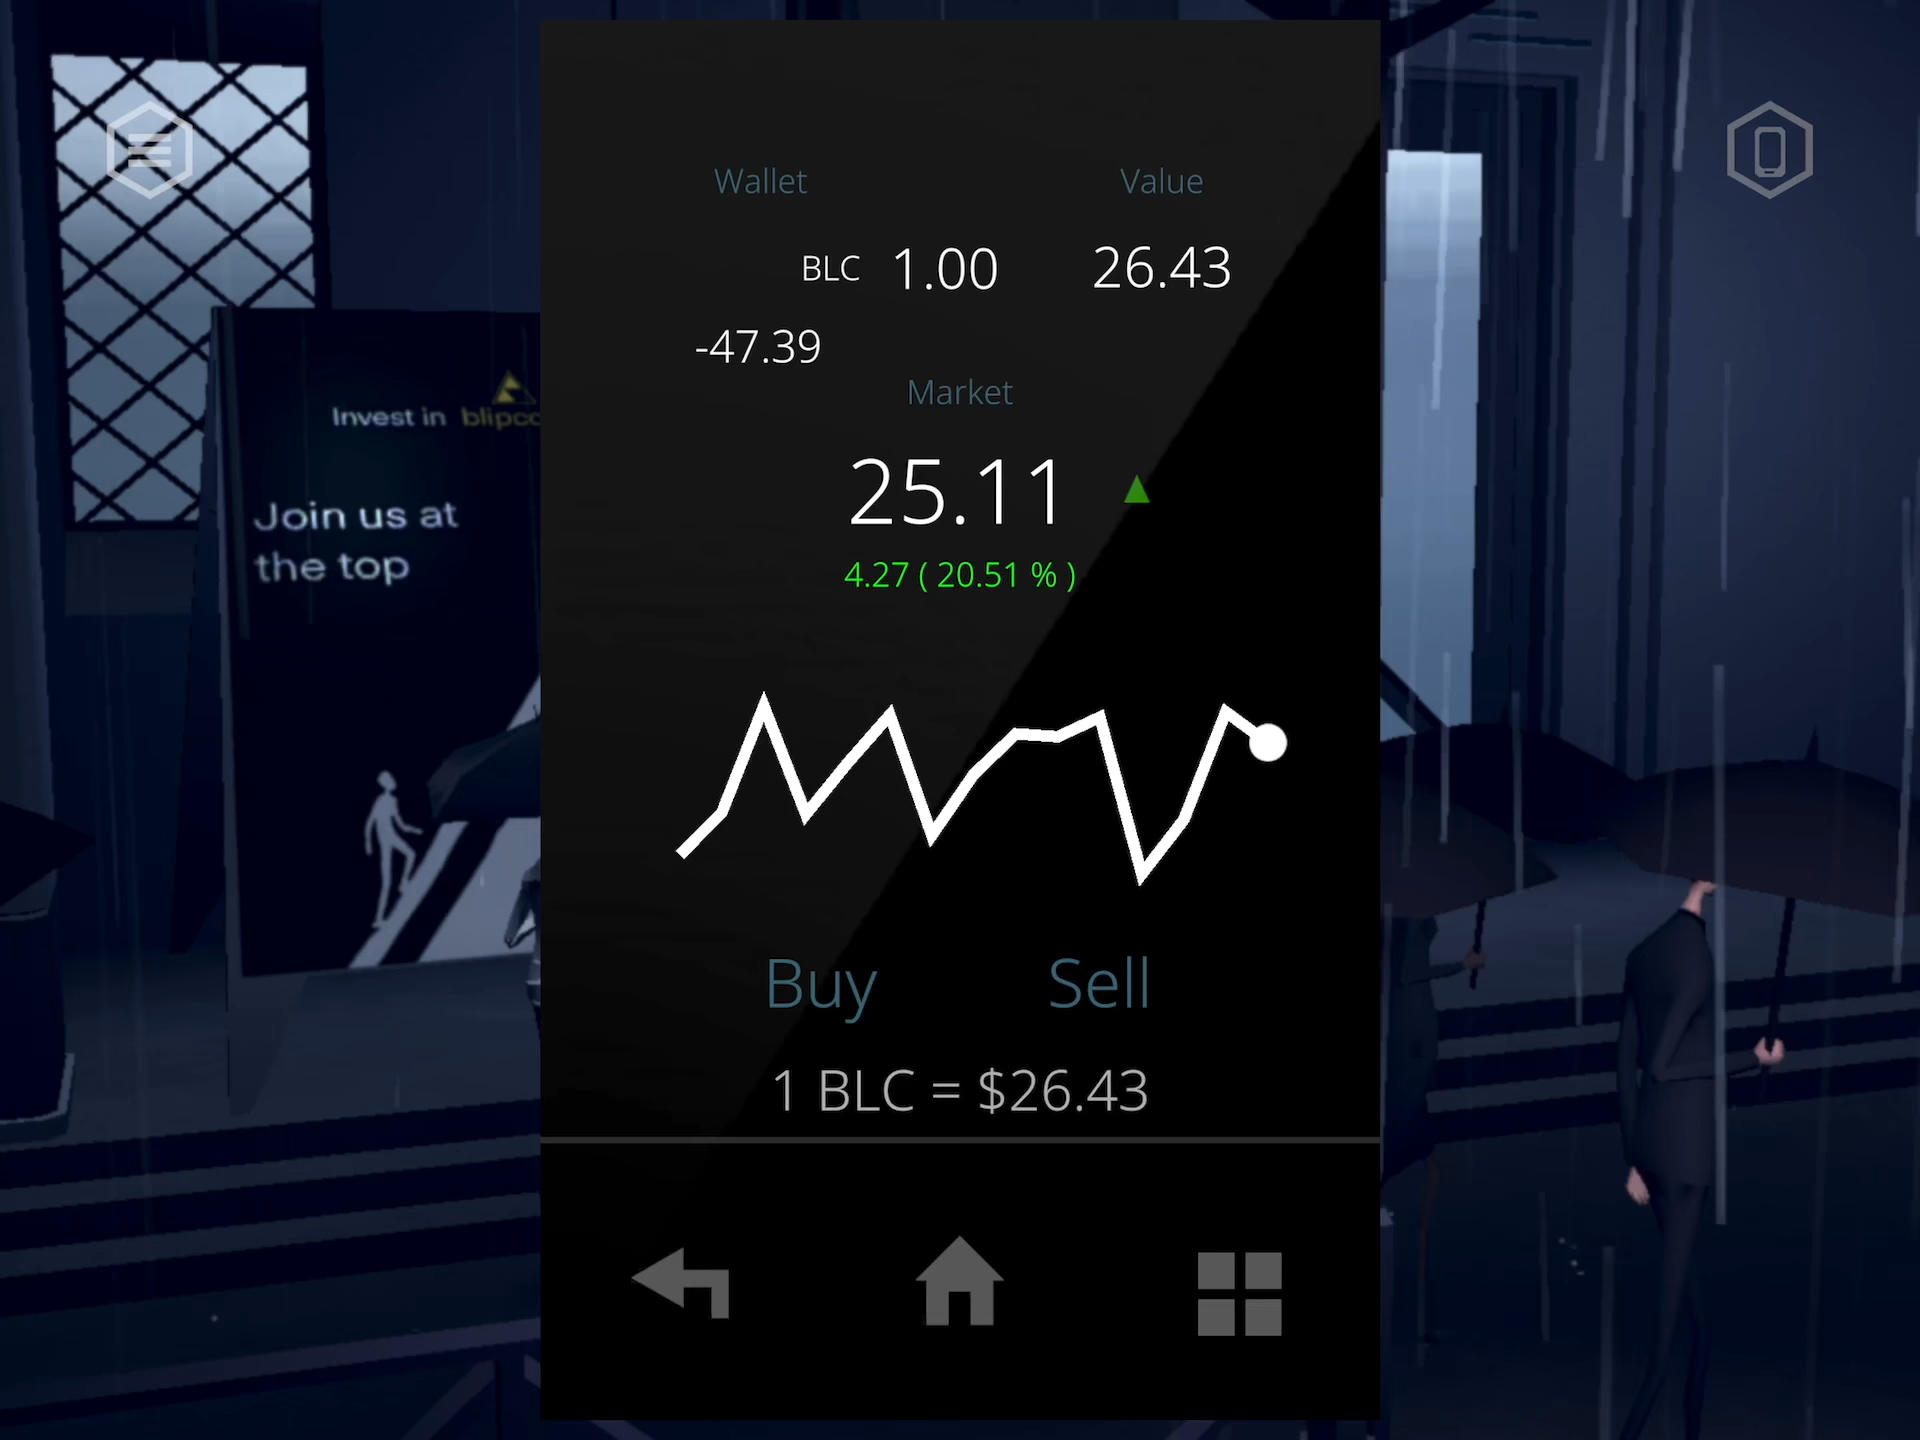 Wallet
Value
BLC 1.00
26.43
-47.39
Market
25.11
4.27 ( 20.51 % )
Buy
Sell
1 BLC = $26.43
Invest in
Join us at
the top